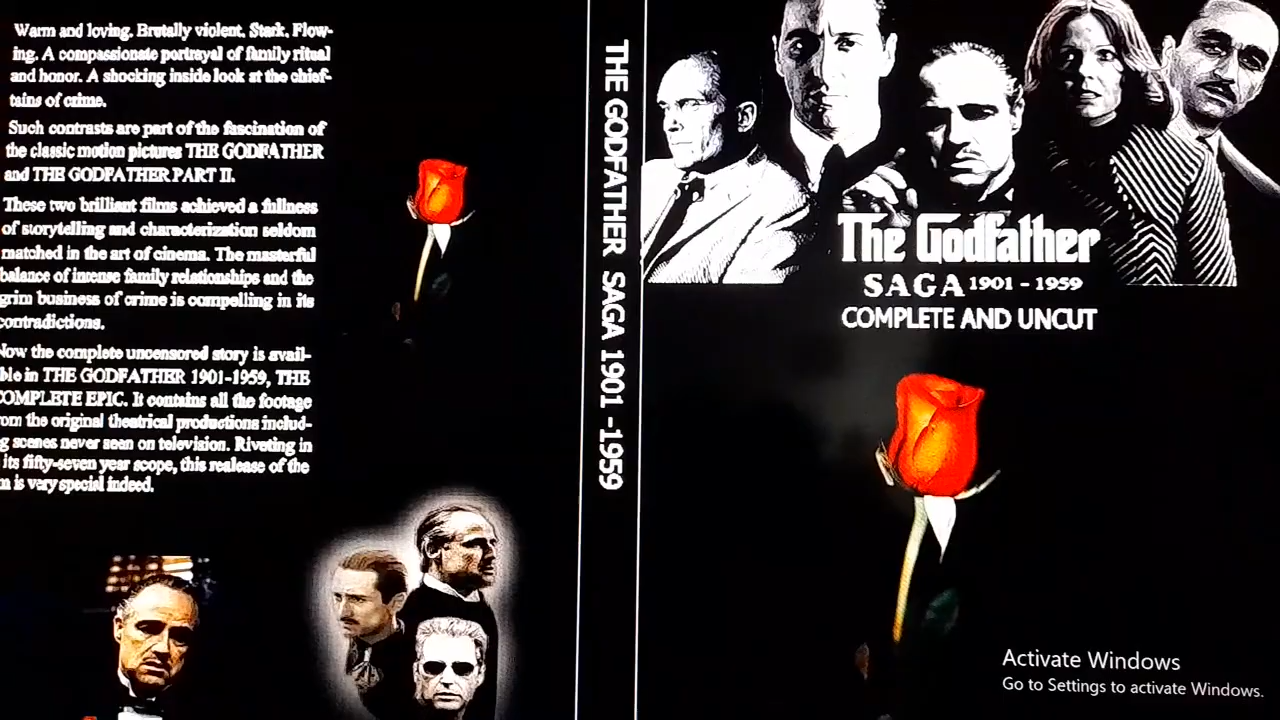 Warm and loving. Brutally violent. Stark. Flow-
ing. A compassionate portrayal of family ritual
and honor. A shocking inside look at the chief-
tains of crime.
Such contrasts are part of the fascination of
the classic motion pictures THE GODFATHER
and THE GODFATHER PART II.
These two brilliant films achieved a fullness
of storytelling and characterization seldom
matched in the art of cinema. The masterful
balance of intense family relationships and the
grim business of crime is compelling in its
contradictions.
Now the complete uncensored story is avail-
ble in THE GODFATHER 1901-1959, THE
COMPLETE EPIC. It contains all the footage
om the original theatrical productions includ-
g scenes never seen on television. Riveting in
its fifty-seven year scope, this realease of the
m is very special indeed.
THE GODFATHER SAGA 1901 -1959
The Godfather
SAGA 1901 - 1959
COMPLETE AND UNCUT
Activate Windows
Go to Settings to activate Windows.